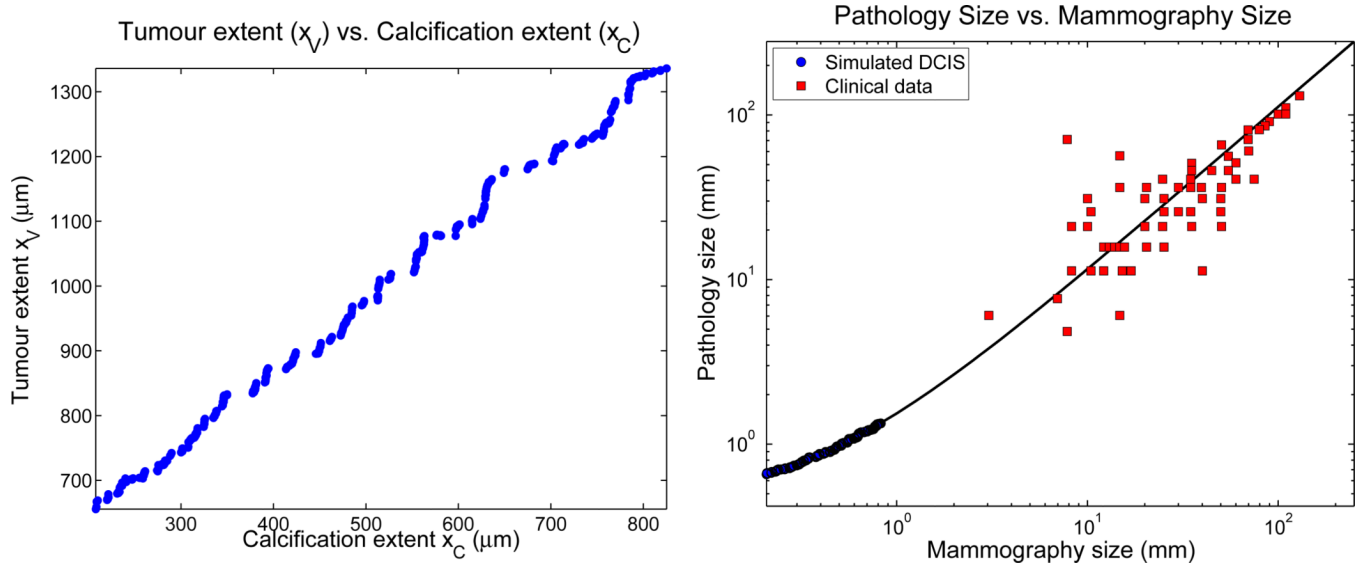 Tumour extent (x_V) vs. Calcification extent (x_C)
1300
1200
1100
1000
900
800
700
Tumour extent x_V (μm)
300 400 500 600 700 800
Calcification extent x_C (μm)
Pathology Size vs. Mammography Size
Simulated DCIS
Clinical data
10^2
10^1
10^0
Pathology size (mm)
10^0 10^1 10^2
Mammography size (mm)